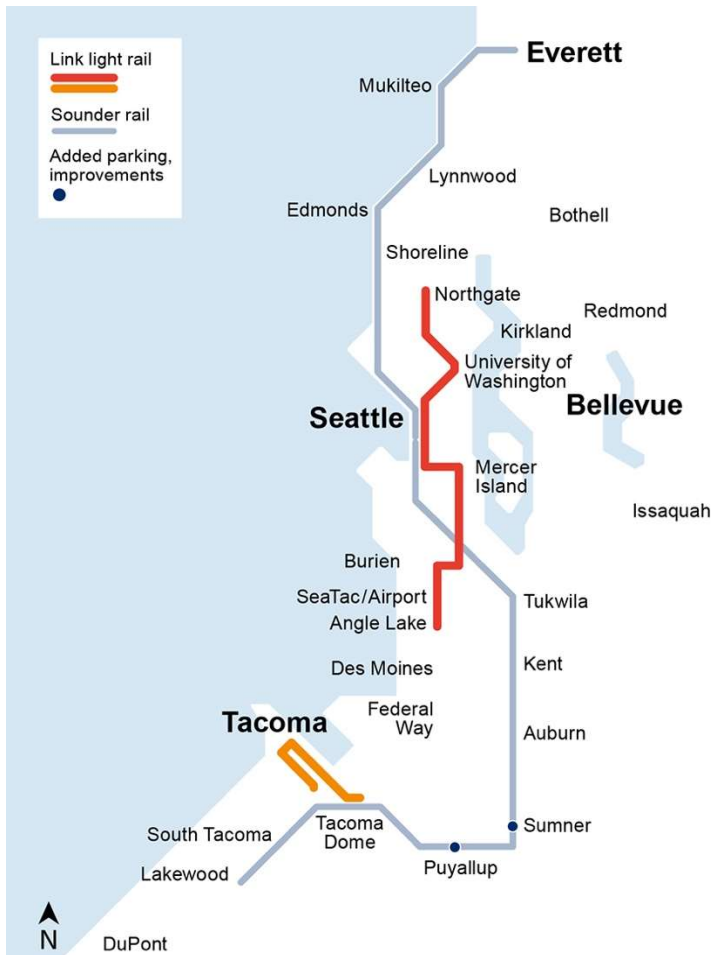 Link light rail
Sounder rail
Added parking,
improvements
Everett
Mukilteo
Lynnwood
Edmonds
Bothell
Shoreline
Northgate
Redmond
Kirkland
University of
Washington
Bellevue
Seattle
Mercer
Island
Issaquah
Burien
SeaTac/Airport
Tukwila
Angle Lake
Kent
Des Moines
Federal
Way
Tacoma
Auburn
Sumner
South Tacoma
Tacoma
Dome
Lakewood
Puyallup
N
DuPont